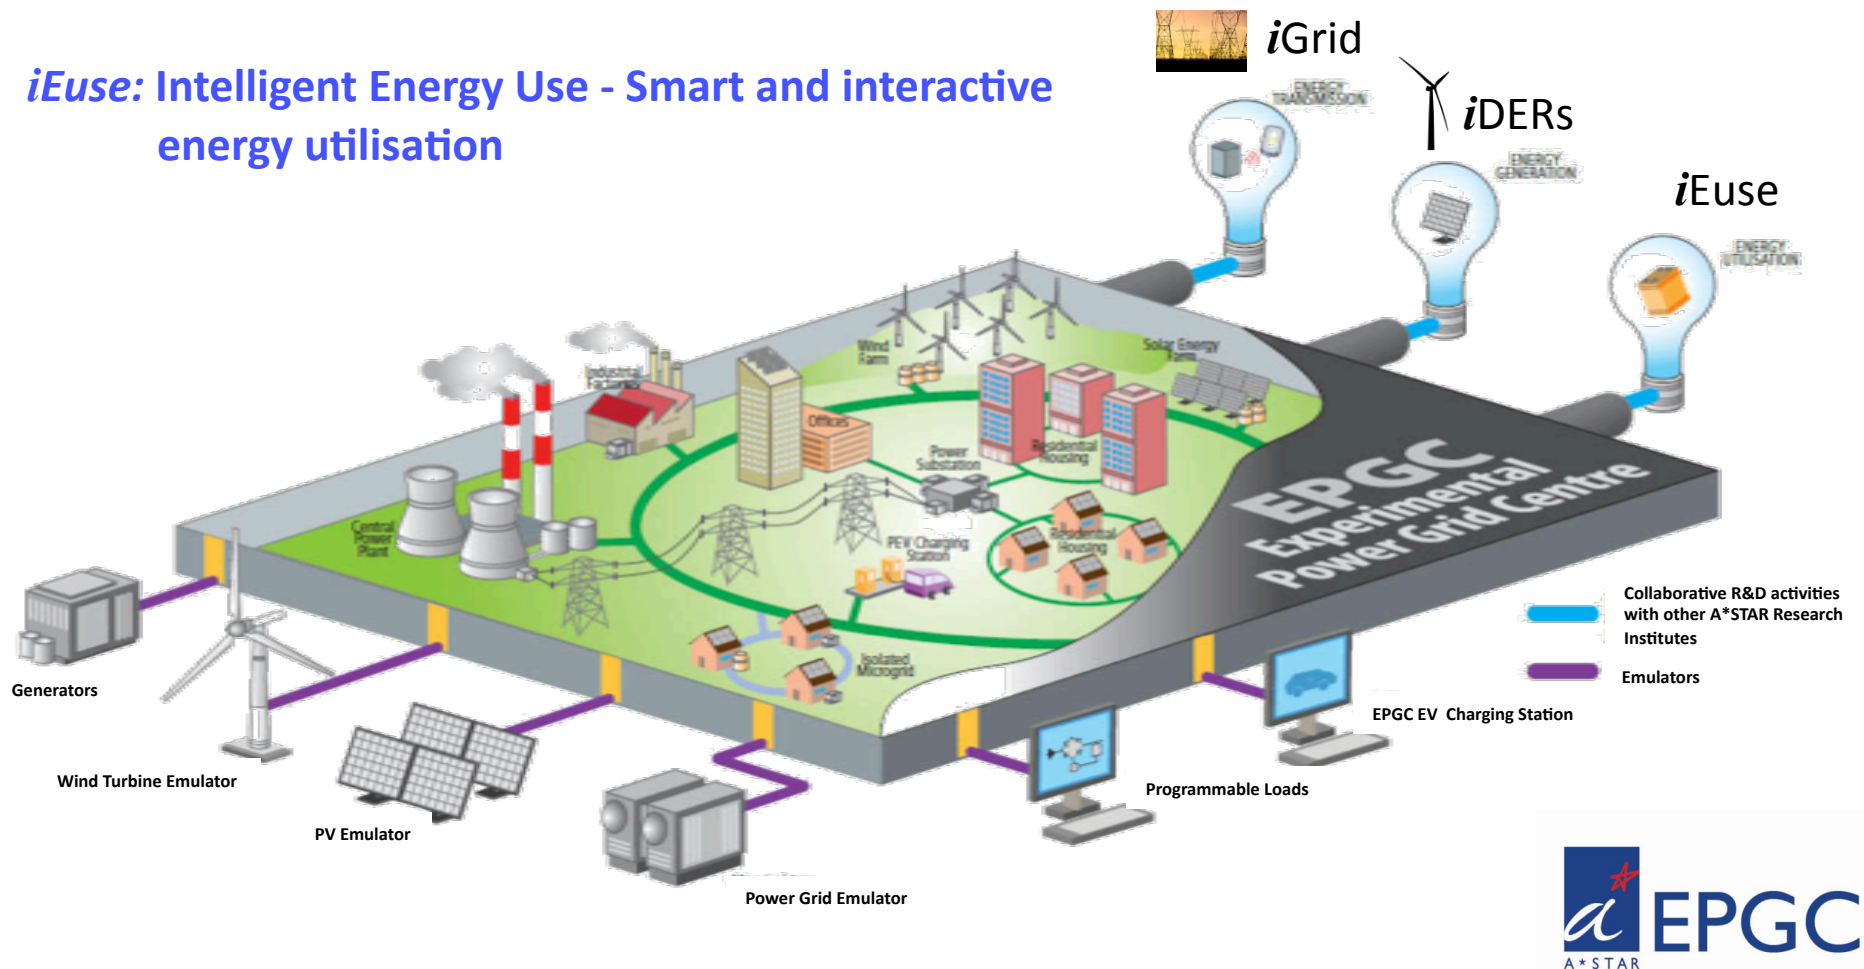 iGrid
iEuse: Intelligent Energy Use - Smart and interactive
energy utilisation
ENERGY
TRANSMISSION
iDERs
ENERGY
GENERATION
iEuse
ENERGY
UTILISATION
Wind
Farm
Solar Energy
Farm
Industrial
Factories
Offices
Power
Substation
Residential
Housing
Central
Power
Plant
PEV Charging
Station
Residential
Housing
Isolated
Microgrid
EPGC
Experimental
Power Grid Centre
Collaborative R&D activities
with other A*STAR Research
Institutes
Emulators
Generators
EPGC EV Charging Station
Wind Turbine Emulator
Programmable Loads
PV Emulator
Power Grid Emulator
a
EPGC
A*STAR